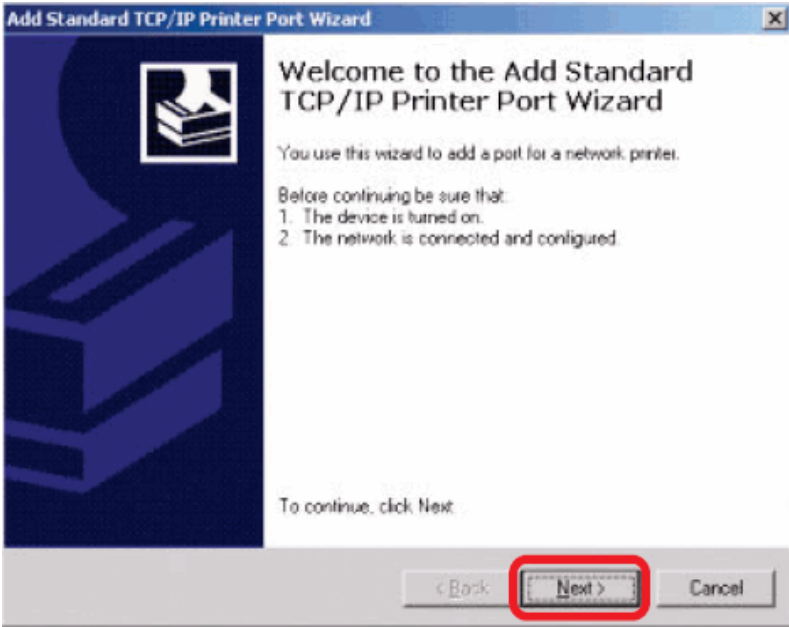 Add Standard TCP/IP Printer Port Wizard
Welcome to the Add Standard
TCP/IP Printer Port Wizard
You use this wizard to add a port for a network printer.
Before continuing be sure that:
1. The device is turned on.
2. The network is connected and configured.
To continue, click Next.
< Back
Next >
Cancel